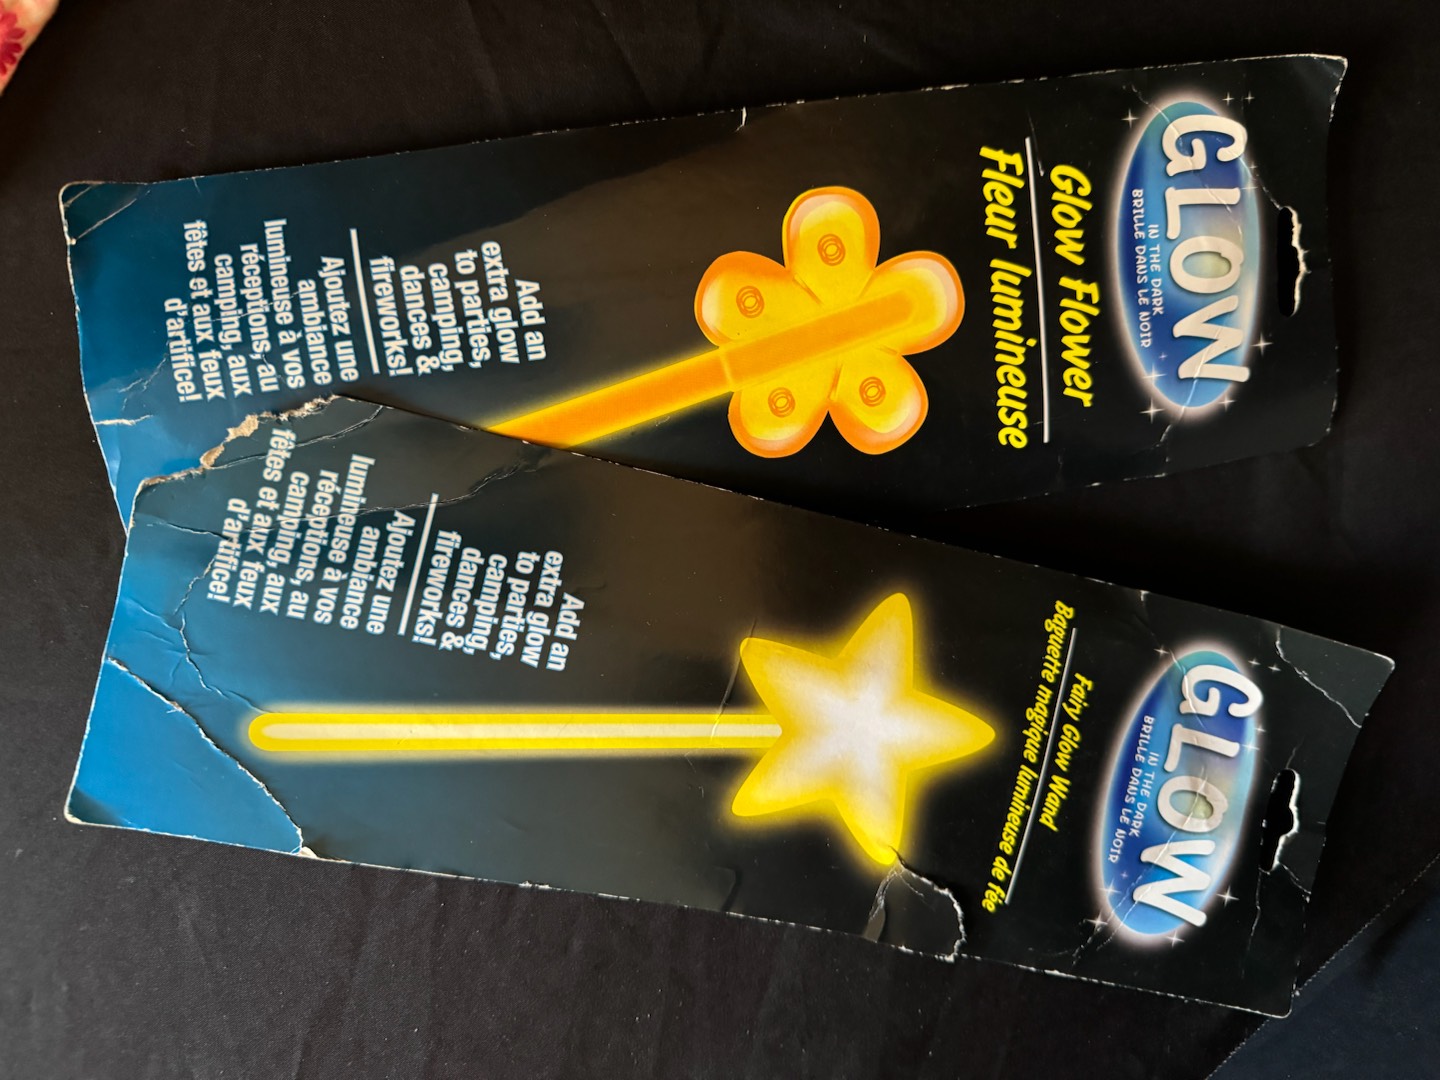 GLOW
IN THE DARK
BRILLE DANS LE NOIR
Glow Flower
Fleur lumineuse
Add an
extra glow
to parties,
camping,
dances &
fireworks!
Ajoutez une
ambiance
lumineuse à vos
réceptions, au
camping, aux
fêtes et aux feux
d'artifice!
GLOW
IN THE DARK
BRILLE DANS LE NOIR
Fairy Glow Wand
Baguette magique lumineuse de fée
Add an
extra glow
to parties,
camping,
dances &
fireworks!
Ajoutez une
ambiance
lumineuse à vos
réceptions, au
camping, aux
fêtes et aux feux
d'artifice!